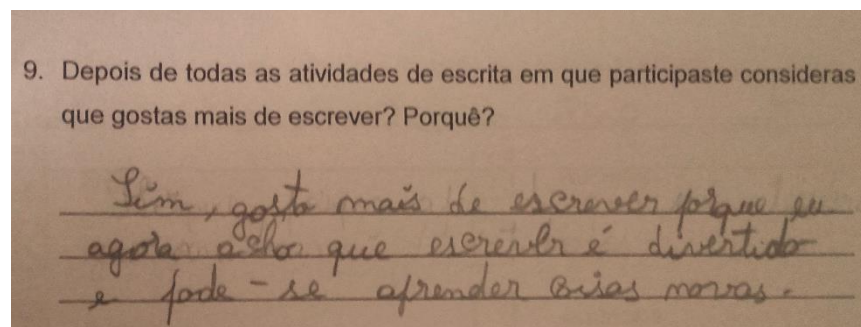 9. Depois de todas as atividades de escrita em que participaste consideras
que gostas mais de escrever? Porquê?
Sim, gosto mais de escrever porque eu
agora acho que escrever é divertido
e pode-se aprender coisas novas.